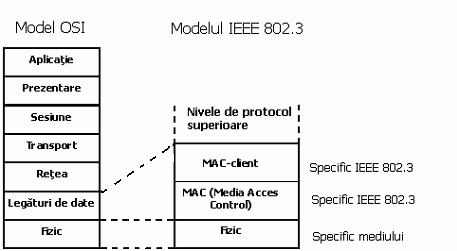 Model OSI
Modelul IEEE 802.3
Aplicaţie
Prezentare
Sesiune
Transport
Reţea
Legături de date
Fizic
Nivele de protocol
superioare
MAC-client
MAC (Media Acces
Control)
Fizic
Specific IEEE 802.3
Specific IEEE 802.3
Specific mediului